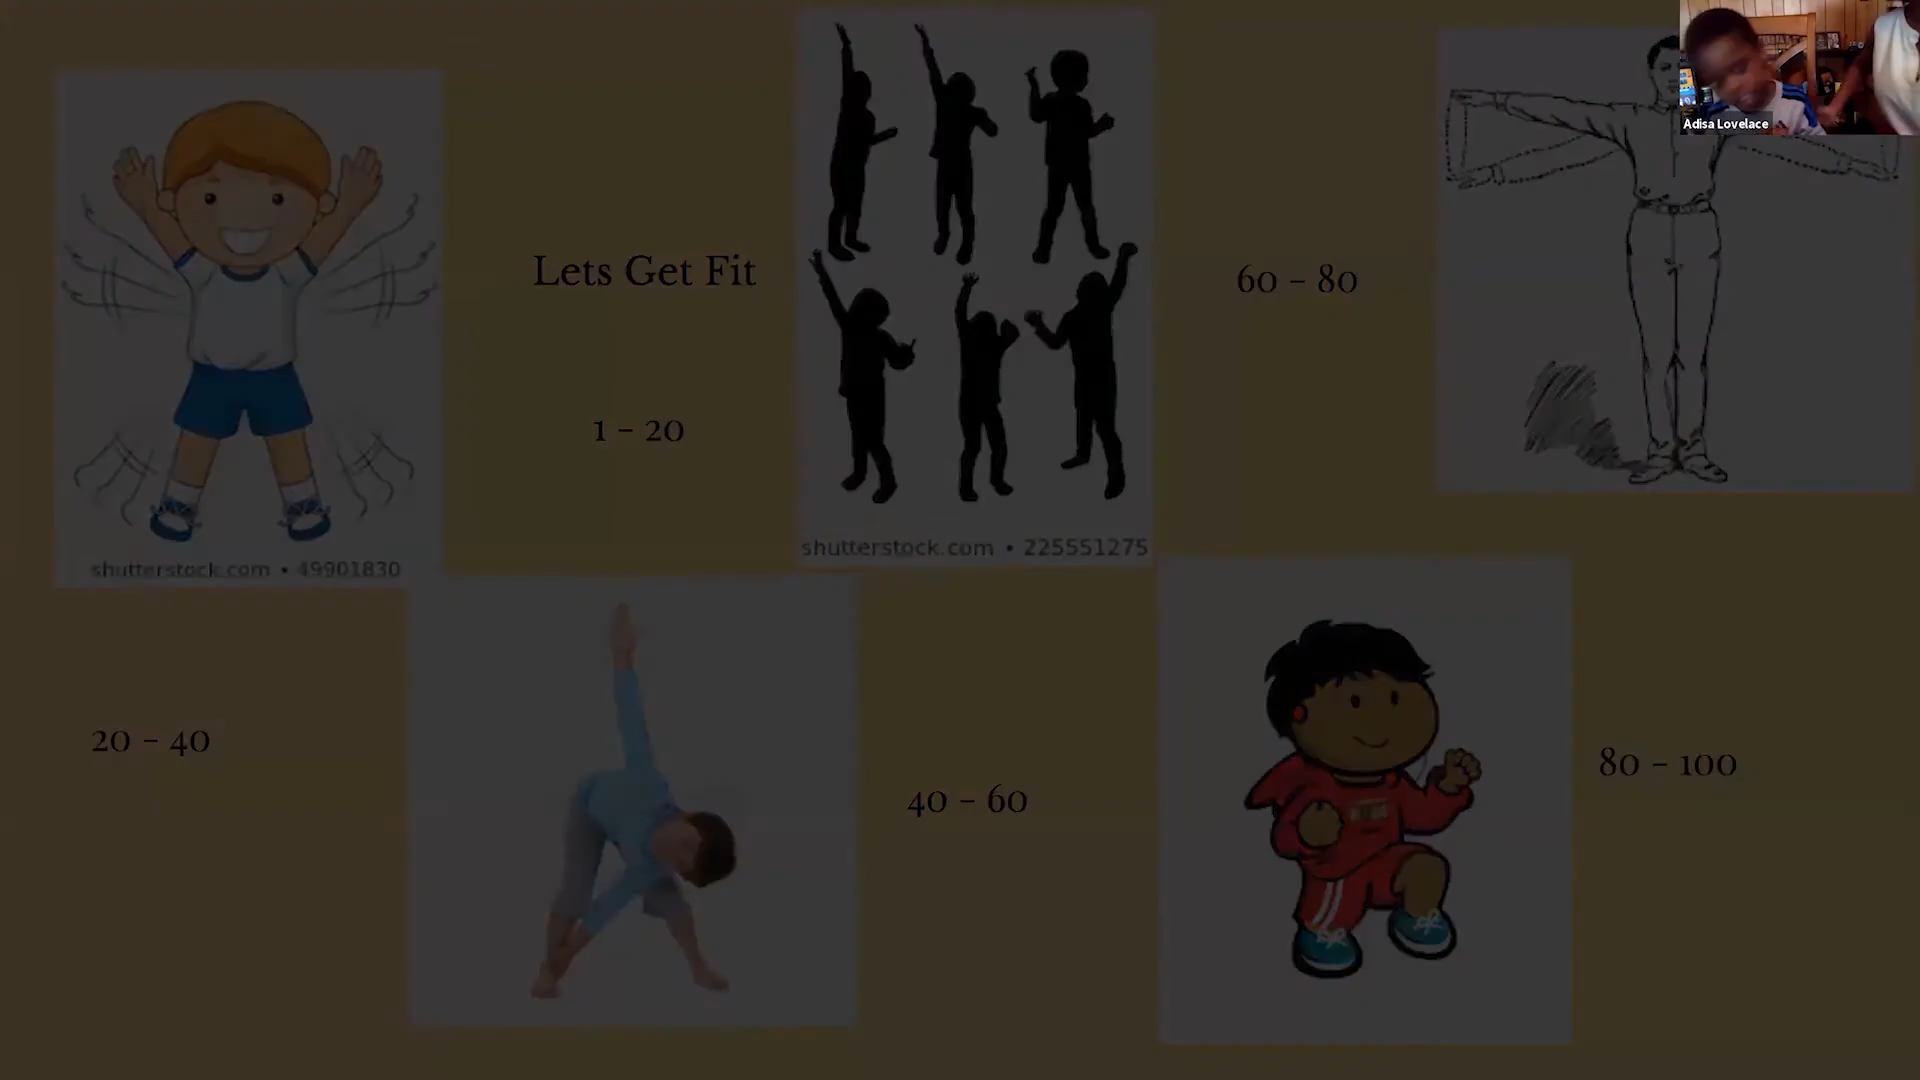 Adisa Lovelace
Lets Get Fit
1 - 20
shutterstock.com • 49901830
shutterstock.com • 225551275
60 - 80
20 - 40
40 - 60
80 - 100